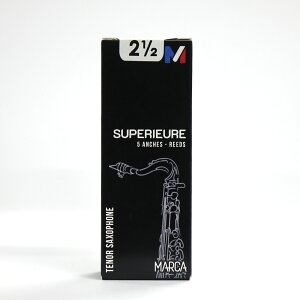 2½
SUPERIEURE
5 ANCHES - REEDS
TENOR SAXOPHONE
MARCA